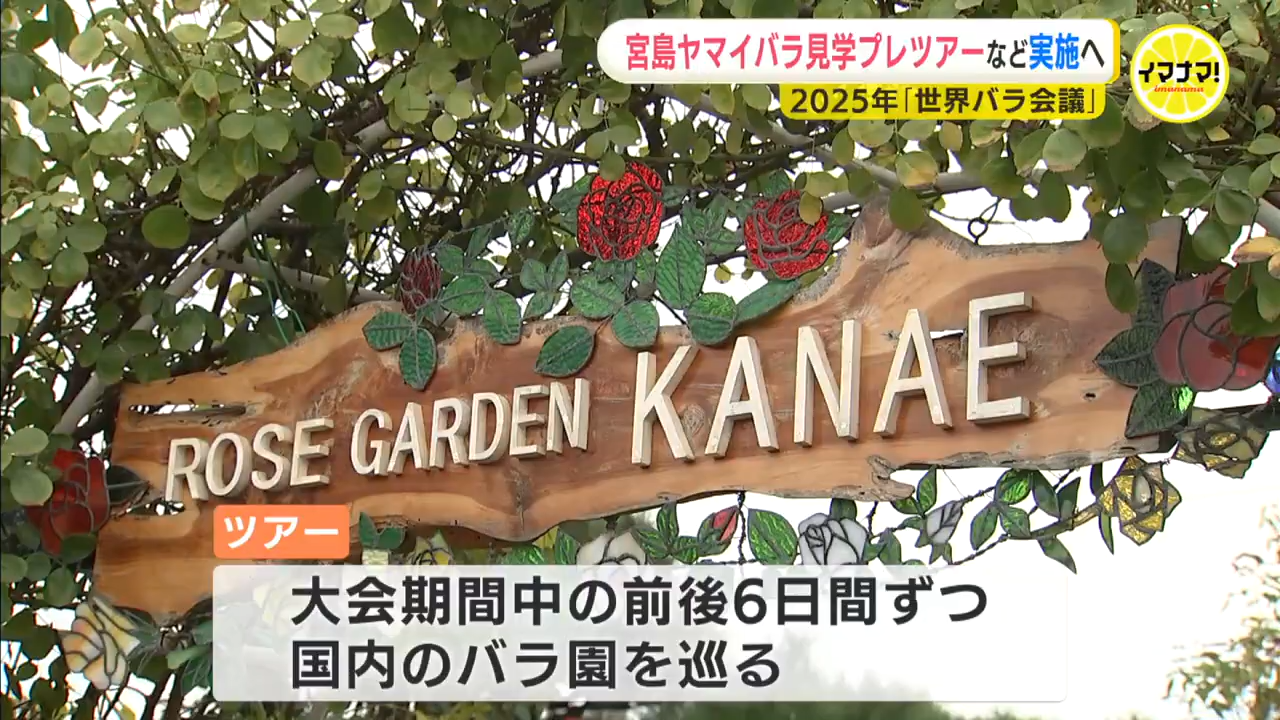 宮島ヤマイバラ見学プレツアーなど実施へ
2025年「世界バラ会議」
イマナマ!
imanama
ROSE GARDEN KANAE
ツアー
大会期間中の前後6日間ずつ
国内のバラ園を巡る